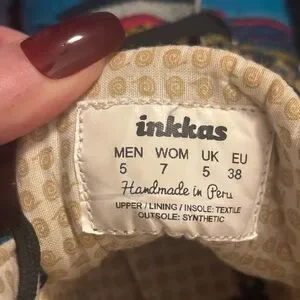 inkkas
MEN WOM UK EU
5 7 5 38
Handmade in Peru
UPPER / LINING / INSOLE: TEXTILE
OUTSOLE: SYNTHETIC